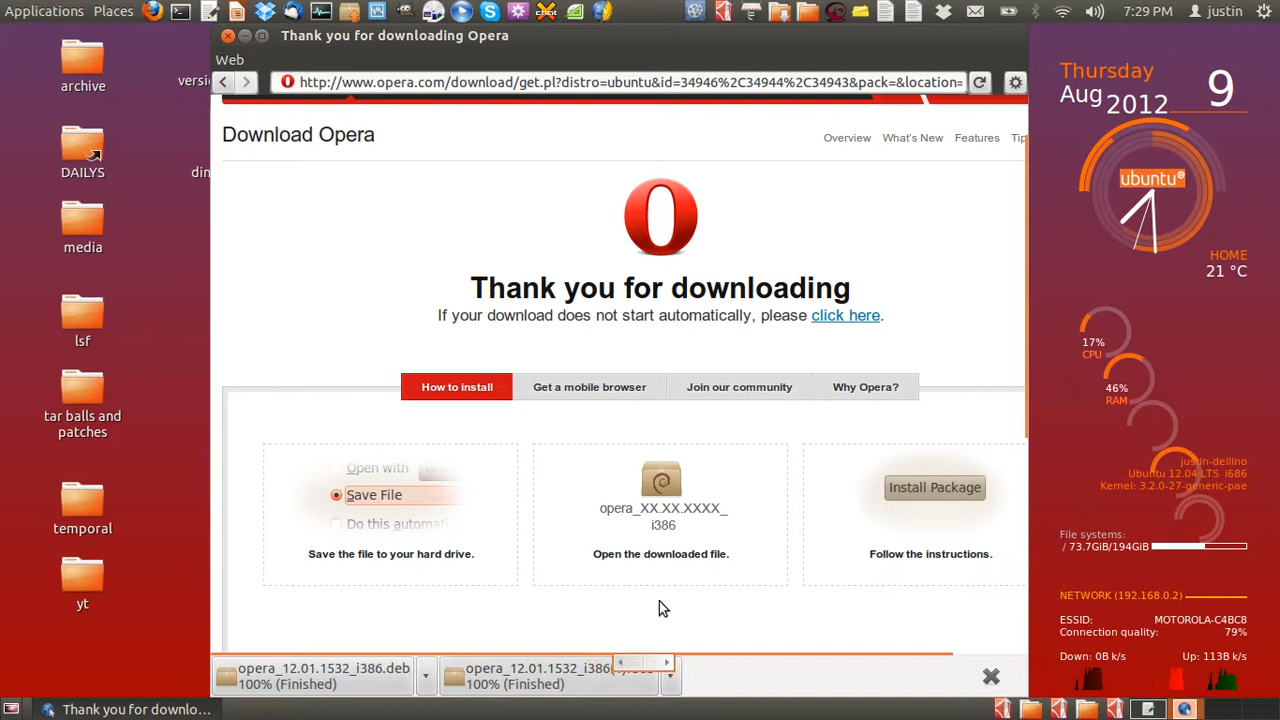 Applications Places
7:29 PM justin
Thank you for downloading Opera
Web
http://www.opera.com/download/get.pl?distro=ubuntu&id=34946%2C34944%2C34943&pack=&location=
archive
DAILYS
media
lsf
tar balls and
patches
temporal
yt
versio
din
Download Opera
Overview What's New Features Tip
Thank you for downloading
If your download does not start automatically, please click here.
How to install Get a mobile browser Join our community Why Opera?
Open with
Save File
Do this automati
Save the file to your hard drive.
opera_XX.XX.XXXX_
i386
Open the downloaded file.
Install Package
Follow the instructions.
opera_12.01.1532_i386.deb
100% (Finished)
opera_12.01.1532_i386
100% (Finished)
Thursday
Aug 2012 9
ubuntu®
HOME
21 °C
17%
CPU
46%
RAM
justin-dellino
Ubuntu 12.04 LTS i686
Kernel: 3.2.0-27-generic-pae
File systems:
/ 73.7GiB/194GiB
NETWORK (192.168.0.2)
ESSID: MOTOROLA-C4BC8
Connection quality: 79%
Down: 0B k/s Up: 113B k/s
Thank you for downlo...